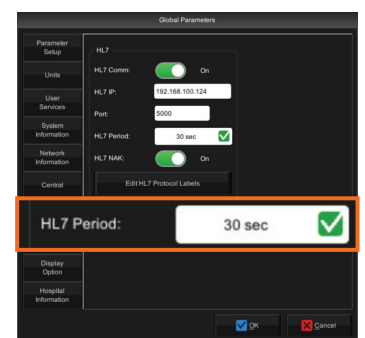 Global Parameters
Parameter
Setup
Units
User
Services
System
Information
Network
Information
Central
HL7
HL7 Comm: On
HL7 IP: 192.168.100.124
Port: 5000
HL7 Period: 30 sec
HL7 NAK: On
Edit HL7 Protocol Labels
HL7 Period: 30 sec
Display
Option
Hospital
Information
OK Cancel